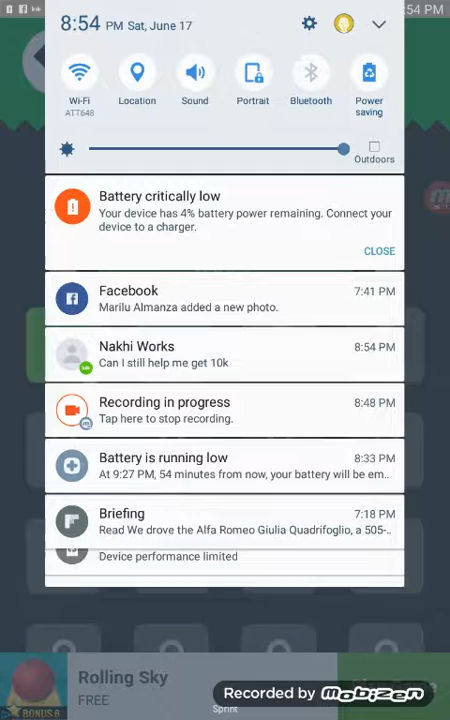 :54 PM
8:54 PM Sat, June 17
Wi-Fi
ATT648
Location
Sound
Portrait
Bluetooth
Power
saving
Outdoors
Battery critically low
Your device has 4% battery power remaining. Connect your
device to a charger.
CLOSE
Facebook
7:41 PM
Marilu Almanza added a new photo.
Nakhi Works
8:54 PM
Can I still help me get 10k
Recording in progress
8:48 PM
Tap here to stop recording.
Battery is running low
8:33 PM
At 9:27 PM, 54 minutes from now, your battery will be em..
Briefing
7:18 PM
Read We drove the Alfa Romeo Giulia Quadrifoglio, a 505-..
Device performance limited
Rolling Sky
FREE
BONUS 6
Recorded by mobizen
Sprint